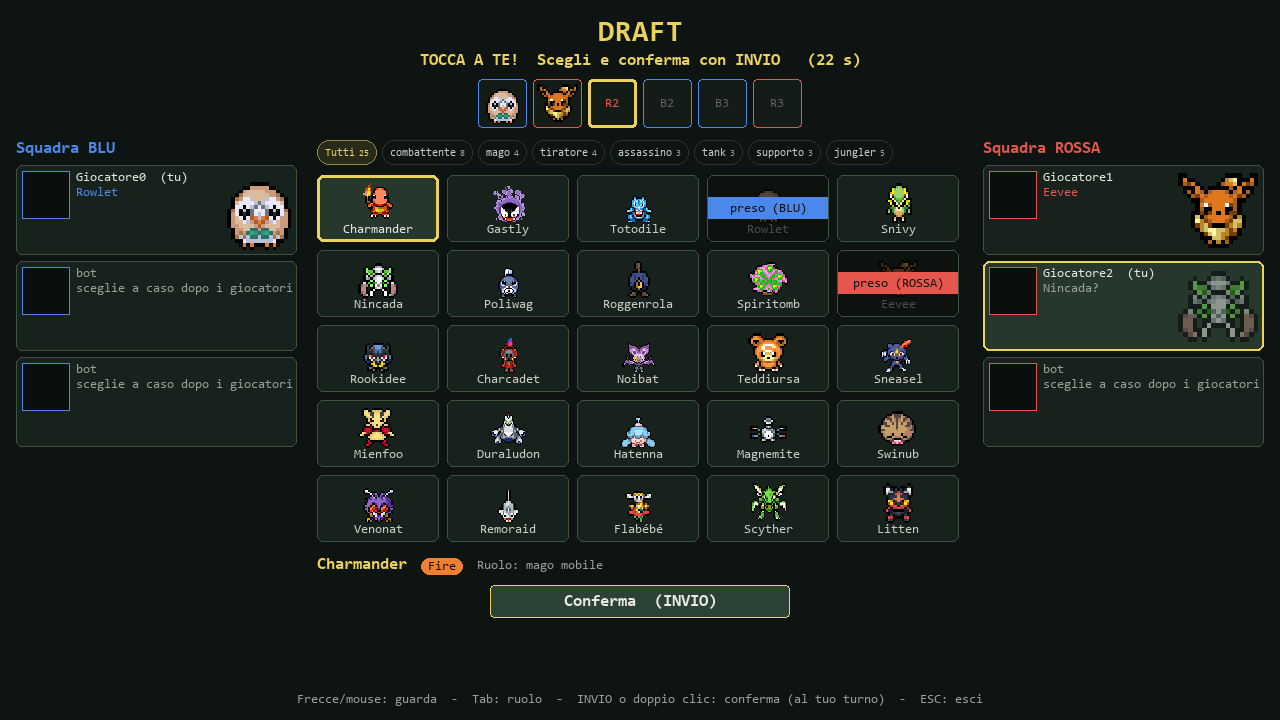 DRAFT
TOCCA A TE!  Scegli e conferma con INVIO   (22 s)
R2
B2
B3
R3
Squadra BLU
Tutti 25
combattente 8
mago 4
tiratore 4
assassino 3
tank 3
supporto 3
jungler 5
Squadra ROSSA
Giocatore0  (tu)
Rowlet
bot
sceglie a caso dopo i giocatori
bot
sceglie a caso dopo i giocatori
Charmander
Gastly
Totodile
preso (BLU)
Rowlet
Snivy
Nincada
Poliwag
Roggenrola
Spiritomb
preso (ROSSA)
Eevee
Rookidee
Charcadet
Noibat
Teddiursa
Sneasel
Mienfoo
Duraludon
Hatenna
Magnemite
Swinub
Venonat
Remoraid
Flabébé
Scyther
Litten
Giocatore1
Eevee
Giocatore2  (tu)
Nincada?
bot
sceglie a caso dopo i giocatori
Charmander
Fire
Ruolo: mago mobile
Conferma  (INVIO)
Frecce/mouse: guarda  -  Tab: ruolo  -  INVIO o doppio clic: conferma (al tuo turno)  -  ESC: esci